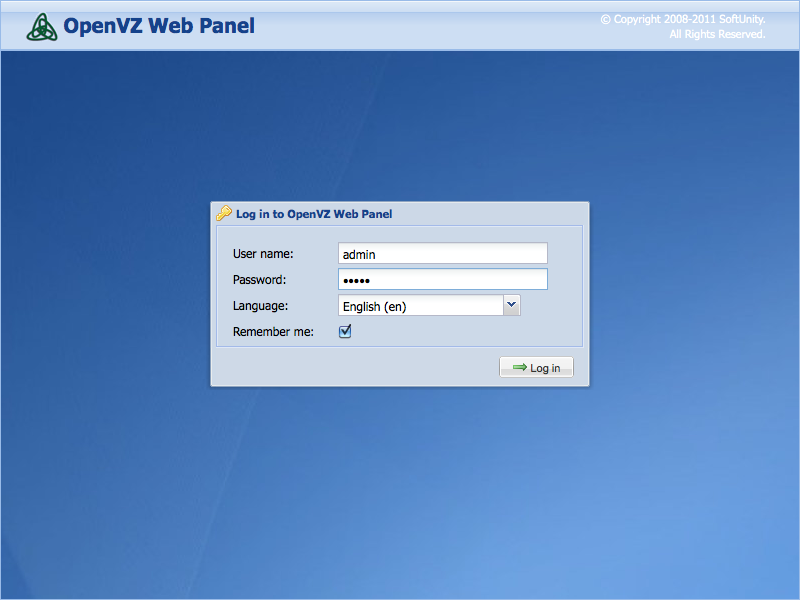 OpenVZ Web Panel
© Copyright 2008-2011 SoftUnity.
All Rights Reserved.
Log in to OpenVZ Web Panel
User name: admin
Password: •••••
Language: English (en)
Remember me:
Log in